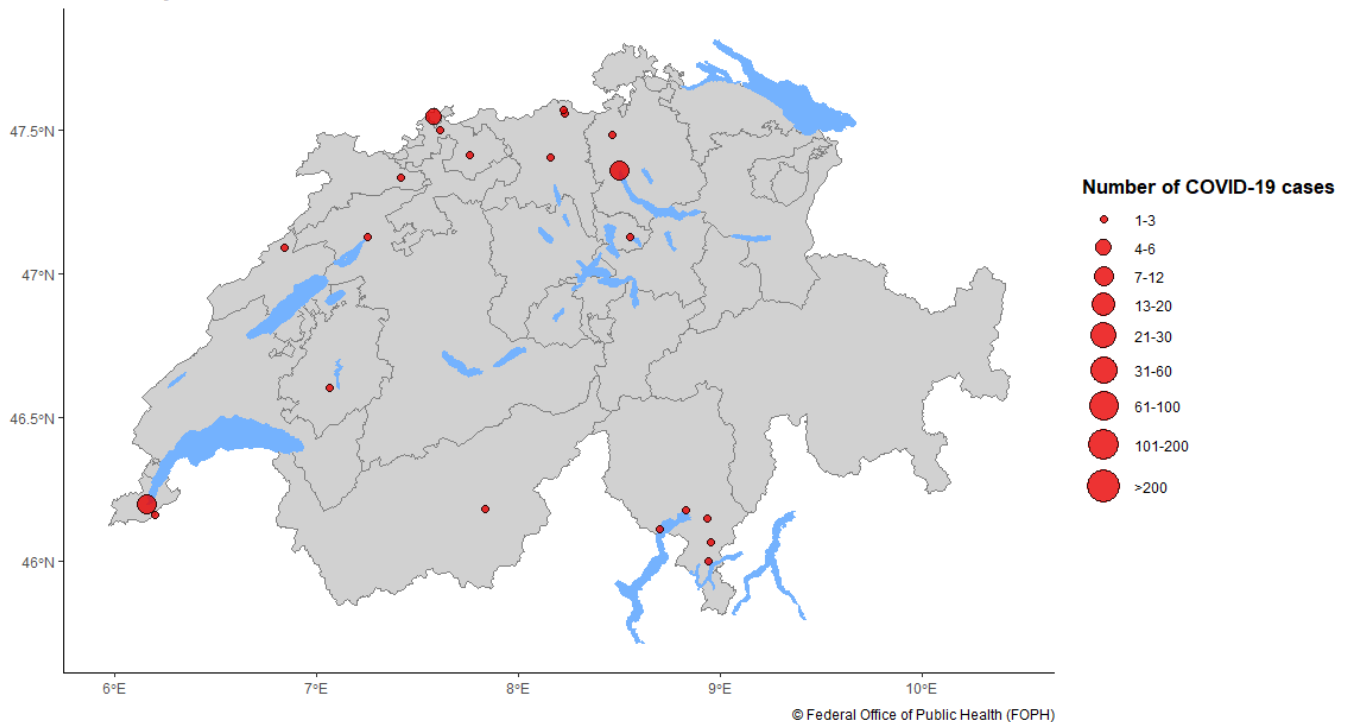 47.5°N
47°N
46.5°N
46°N
6°E
7°E
8°E
9°E
10°E
Number of COVID-19 cases
1-3
4-6
7-12
13-20
21-30
31-60
61-100
101-200
>200
© Federal Office of Public Health (FOPH)